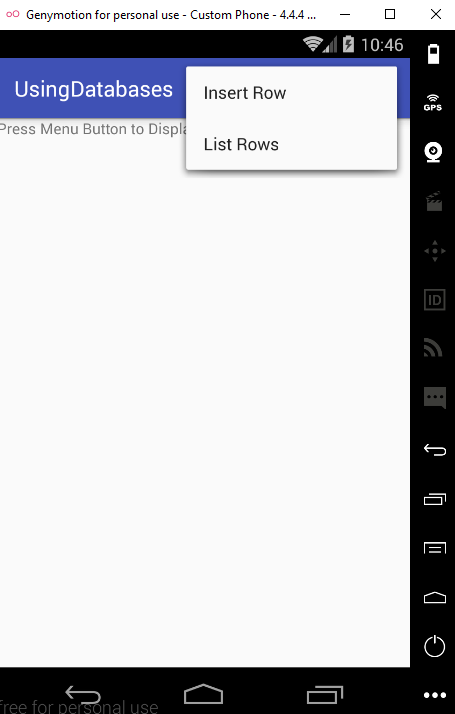 Genymotion for personal use - Custom Phone - 4.4.4 ...
10:46
UsingDatabases
Insert Row
List Rows
Press Menu Button to Displa
GPS
ID
free for personal use